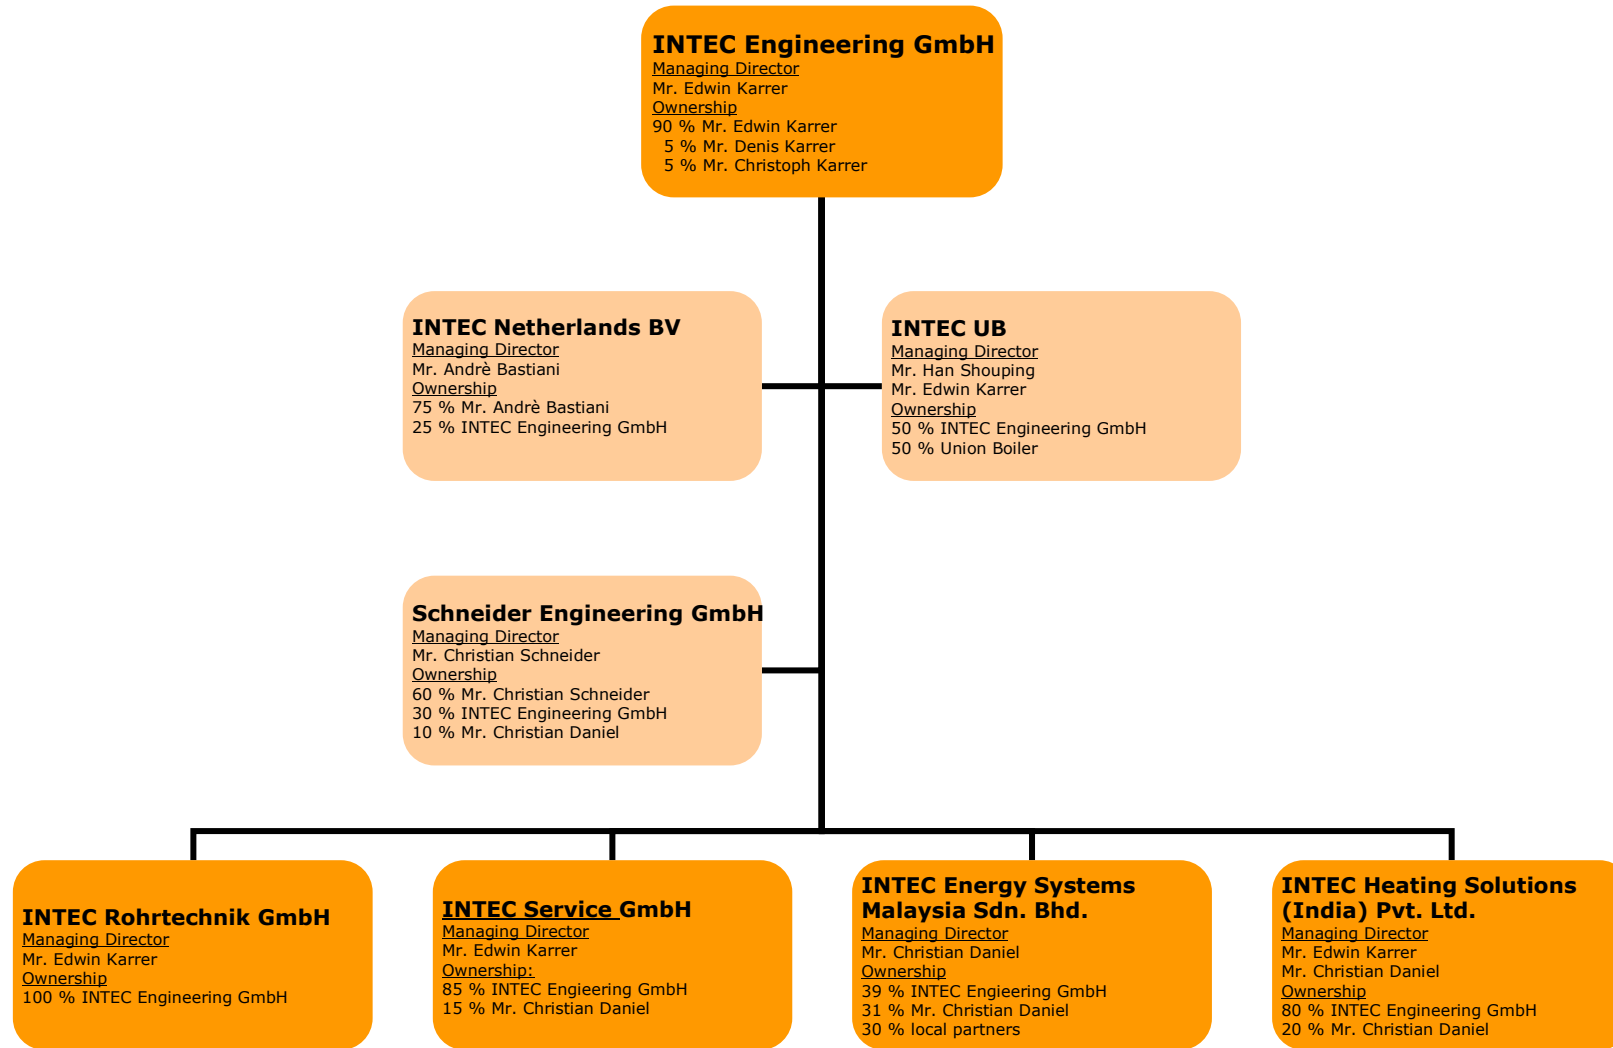 INTEC Engineering GmbH
Managing Director
Mr. Edwin Karrer
Ownership
90 % Mr. Edwin Karrer
5 % Mr. Denis Karrer
5 % Mr. Christoph Karrer
INTEC Netherlands BV
Managing Director
Mr. Andrè Bastiani
Ownership
75 % Mr. Andrè Bastiani
25 % INTEC Engineering GmbH
INTEC UB
Managing Director
Mr. Han Shouping
Mr. Edwin Karrer
Ownership
50 % INTEC Engineering GmbH
50 % Union Boiler
Schneider Engineering GmbH
Managing Director
Mr. Christian Schneider
Ownership
60 % Mr. Christian Schneider
30 % INTEC Engineering GmbH
10 % Mr. Christian Daniel
INTEC Rohrtechnik GmbH
Managing Director
Mr. Edwin Karrer
Ownership
100 % INTEC Engineering GmbH
INTEC Service GmbH
Managing Director
Mr. Edwin Karrer
Ownership:
85 % INTEC Engieering GmbH
15 % Mr. Christian Daniel
INTEC Energy Systems
Malaysia Sdn. Bhd.
Managing Director
Mr. Christian Daniel
Ownership
39 % INTEC Engieering GmbH
31 % Mr. Christian Daniel
30 % local partners
INTEC Heating Solutions
(India) Pvt. Ltd.
Managing Director
Mr. Edwin Karrer
Mr. Christian Daniel
Ownership
80 % INTEC Engineering GmbH
20 % Mr. Christian Daniel